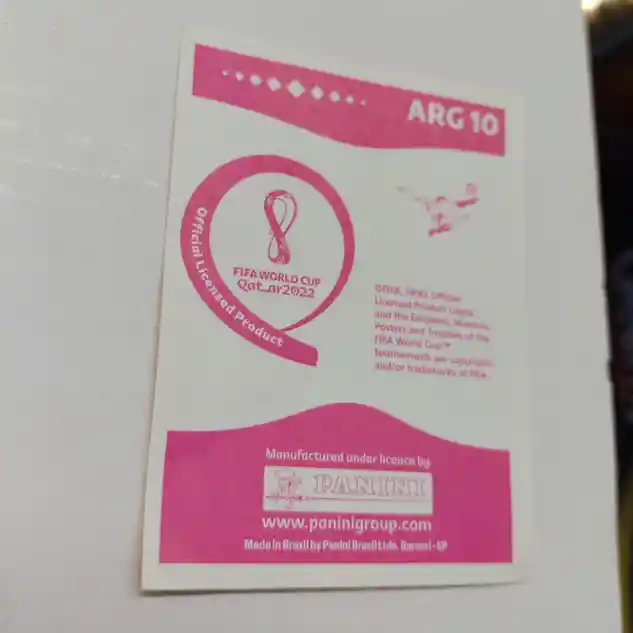 ARG 10
Official Licensed Product
FIFA WORLD CUP
Qatar2022
©FIFA, FIFA's Official
Licensed Product Logos,
and the Emblems, Mascots,
Posters and Trophies of the
FIFA World Cup™
tournaments are copyrights
and/or trademarks of FIFA.
Manufactured under licence by
PANINI
www.paninigroup.com
Made in Brazil by Panini Brasil Ltda. Barueri - SP